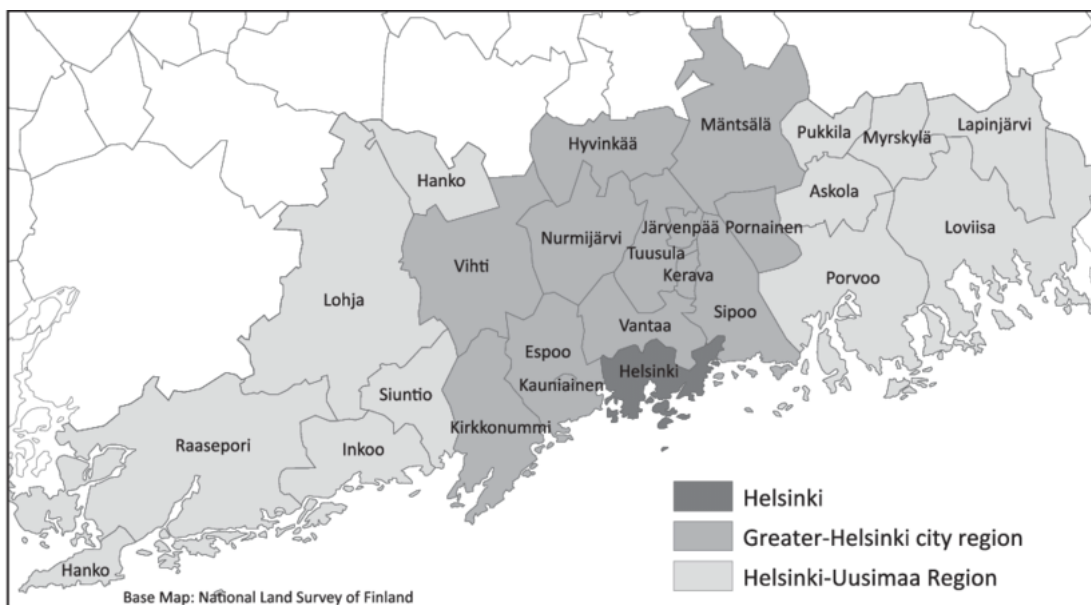 Mäntsälä
Pukkila
Myrskylä
Lapinjärvi
Hyvinkää
Hanko
Askola
Järvenpää
Pornainen
Loviisa
Nurmijärvi
Tuusula
Vihti
Kerava
Porvoo
Lohja
Sipoo
Vantaa
Espoo
Helsinki
Kauniainen
Siuntio
Kirkkonummi
Raasepori
Inkoo
Helsinki
Greater-Helsinki city region
Hanko
Helsinki-Uusimaa Region
Base Map: National Land Survey of Finland